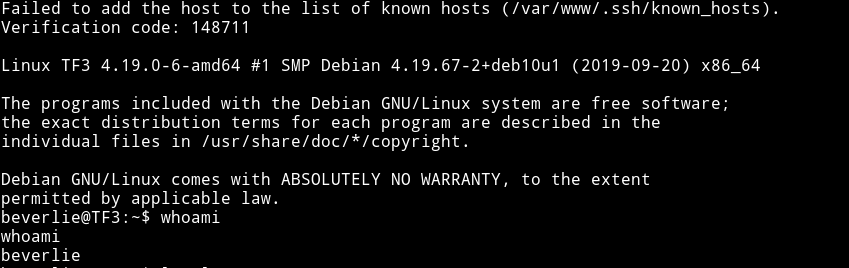 Failed to add the host to the list of known hosts (/var/www/.ssh/known_hosts).
Verification code: 148711
Linux TF3 4.19.0-6-amd64 #1 SMP Debian 4.19.67-2+deb10u1 (2019-09-20) x86_64
The programs included with the Debian GNU/Linux system are free software;
the exact distribution terms for each program are described in the
individual files in /usr/share/doc/*/copyright.
Debian GNU/Linux comes with ABSOLUTELY NO WARRANTY, to the extent
permitted by applicable law.
beverlie@TF3:~$ whoami
whoami
beverlie